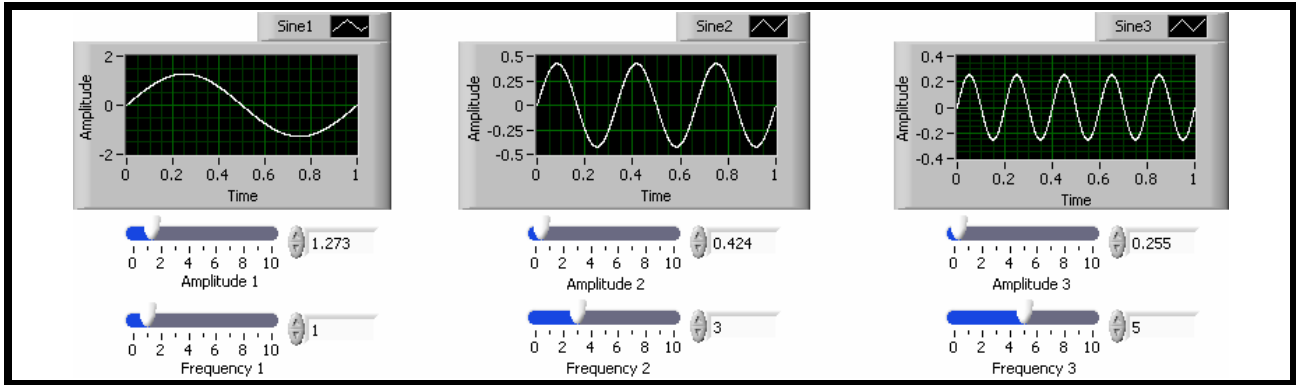 Sine1
Amplitude
2
0
-2
0 0.2 0.4 0.6 0.8 1
Time
1.273
0 2 4 6 8 10
Amplitude 1
1
0 2 4 6 8 10
Frequency 1
Sine2
Amplitude
0.5
0.25
0
-0.25
-0.5
0 0.2 0.4 0.6 0.8 1
Time
0.424
0 2 4 6 8 10
Amplitude 2
3
0 2 4 6 8 10
Frequency 2
Sine3
Amplitude
0.4
0.2
0
-0.2
-0.4
0 0.2 0.4 0.6 0.8 1
Time
0.255
0 2 4 6 8 10
Amplitude 3
5
0 2 4 6 8 10
Frequency 3